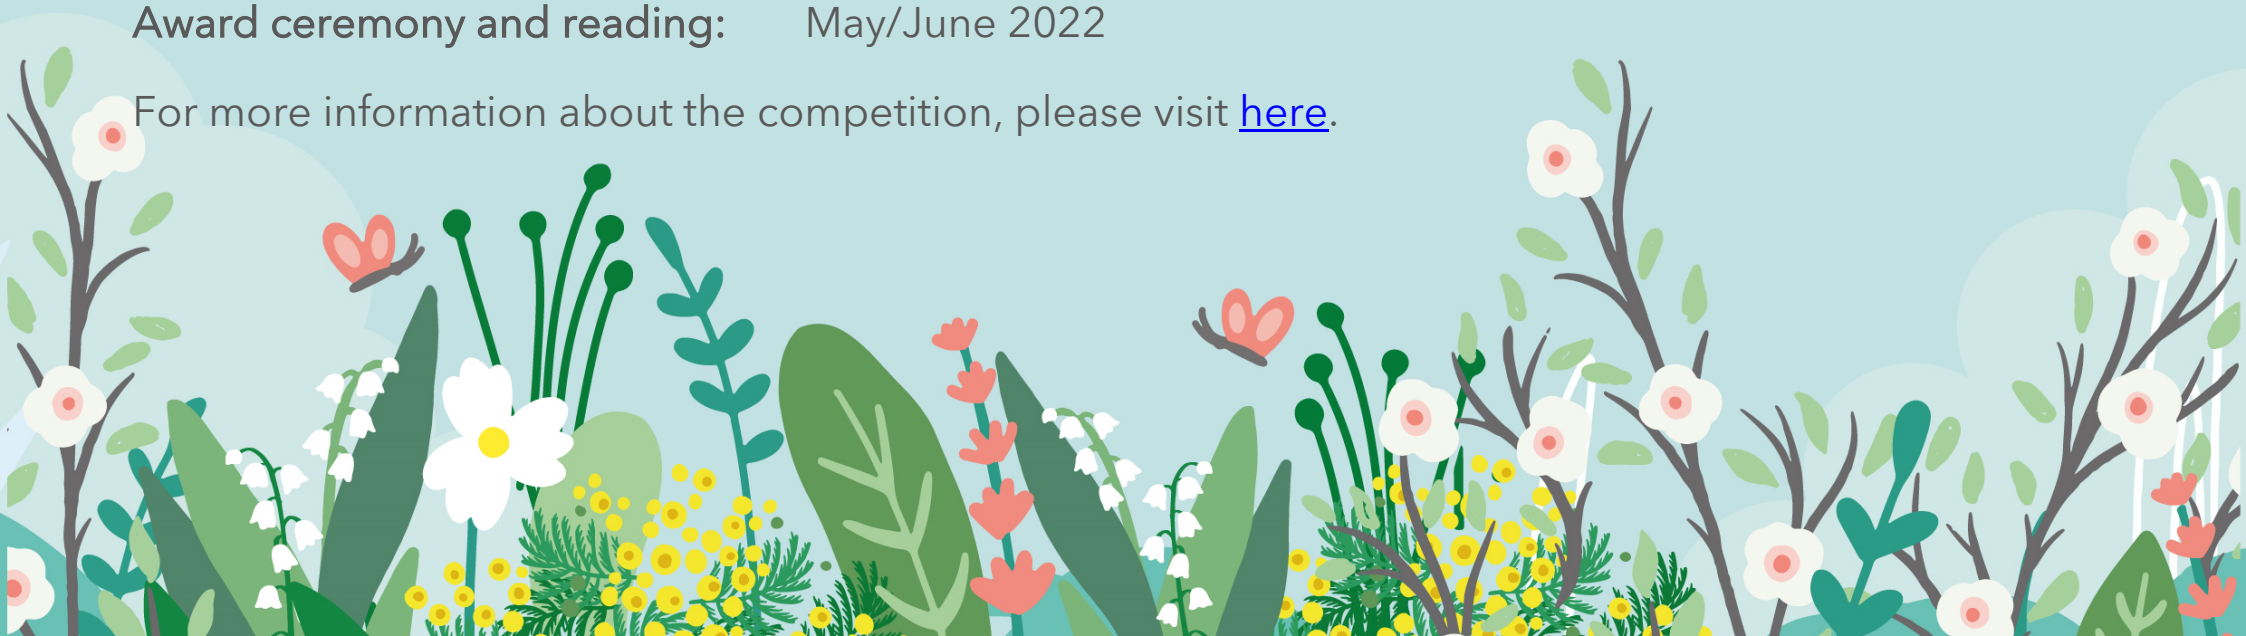 Award ceremony and reading: May/June 2022
For more information about the competition, please visit here.